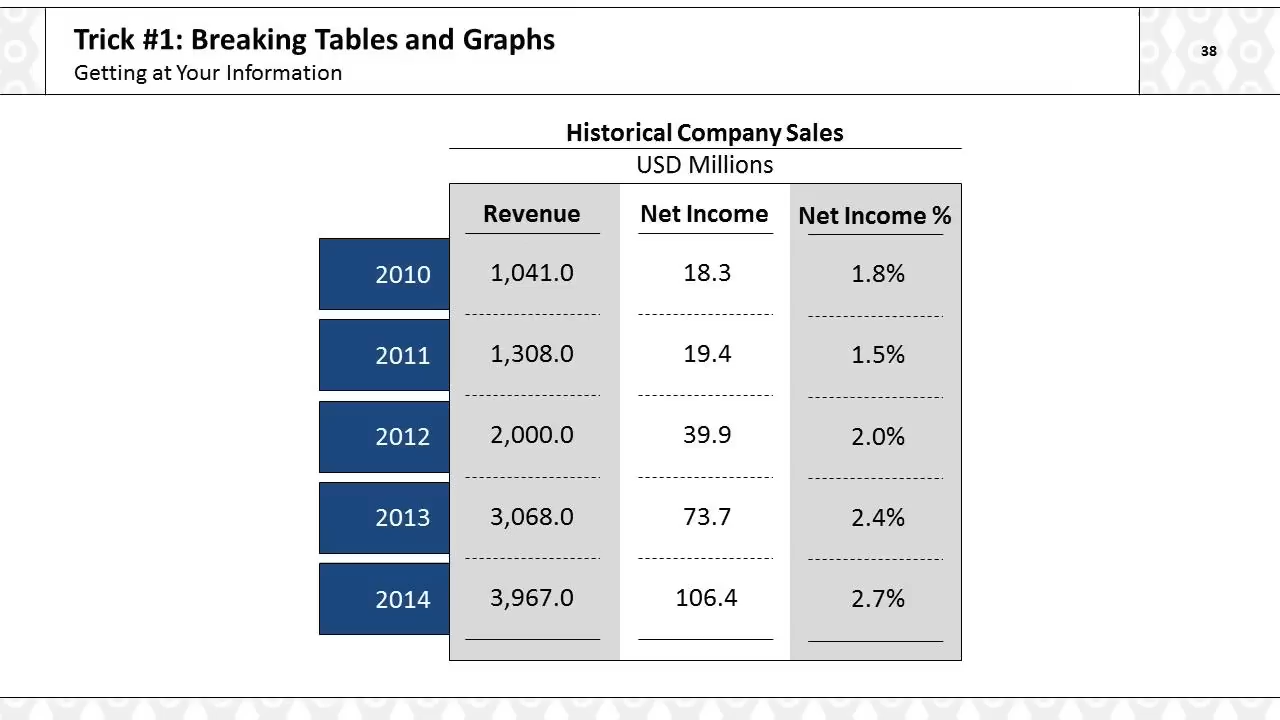 Trick #1: Breaking Tables and Graphs
Getting at Your Information
38
Historical Company Sales
USD Millions
Revenue Net Income Net Income %
2010 1,041.0 18.3 1.8%
2011 1,308.0 19.4 1.5%
2012 2,000.0 39.9 2.0%
2013 3,068.0 73.7 2.4%
2014 3,967.0 106.4 2.7%